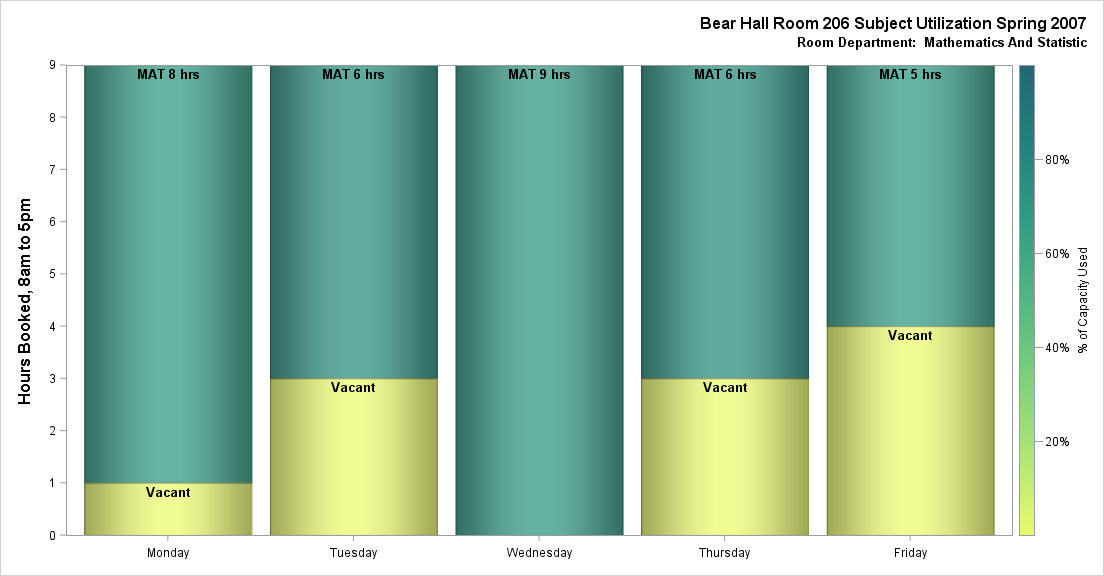 Bear Hall Room 206 Subject Utilization Spring 2007
Room Department:  Mathematics And Statistic
Hours Booked, 8am to 5pm
9
8
7
6
5
4
3
2
1
0
MAT 8 hrs
MAT 6 hrs
MAT 9 hrs
MAT 6 hrs
MAT 5 hrs
Vacant
Vacant
Vacant
Vacant
Monday
Tuesday
Wednesday
Thursday
Friday
80%
60%
40%
20%
% of Capacity Used